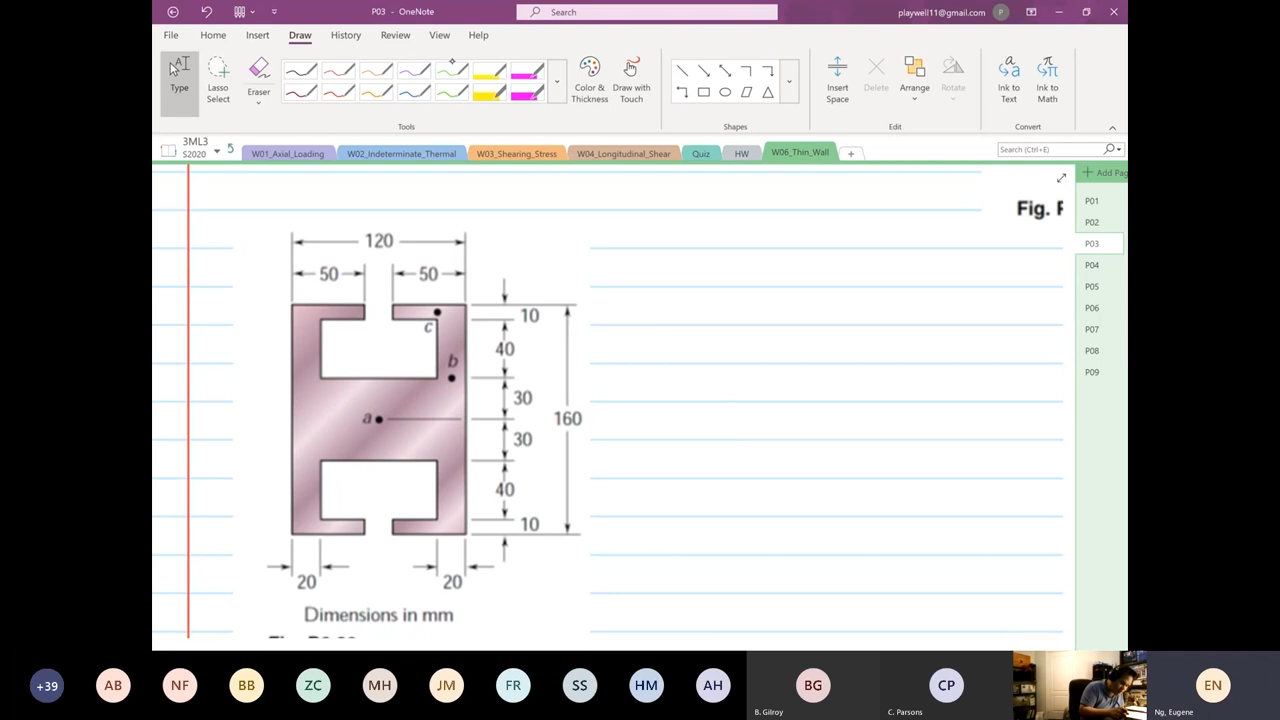 P03 - OneNote
Search
playwell11@gmail.com
P
File
Home
Insert
Draw
History
Review
View
Help
Type
Lasso Select
Eraser
Color & Thickness
Draw with Touch
Insert Space
Delete
Arrange
Rotate
Ink to Text
Ink to Math
Tools
Shapes
Edit
Convert
3ML3
S2020
W01_Axial_Loading
W02_Indeterminate_Thermal
W03_Shearing_Stress
W04_Longitudinal_Shear
Quiz
HW
W06_Thin_Wall
+
Search (Ctrl+E)
+ Add Pag
P01
P02
P03
P04
P05
P06
P07
P08
P09
Fig. P
120
50
50
10
c
40
b
30
a
160
30
40
10
20
20
Dimensions in mm
+39
AB
NF
BB
ZC
MH
JM
FR
SS
HM
AH
BG
B. Gilroy
CP
C. Parsons
EN
Ng, Eugene